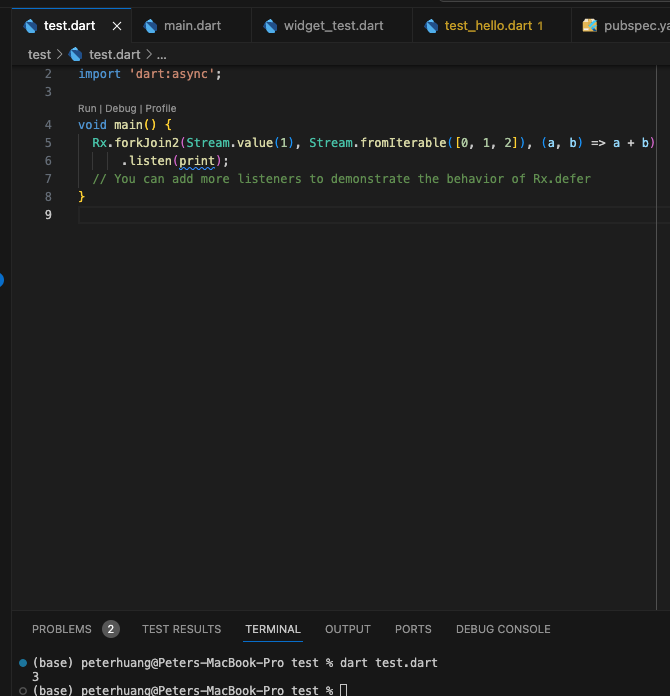 test.dart
main.dart
widget_test.dart
test_hello.dart 1
pubspec.ya
test > test.dart > ...
2 import 'dart:async';
3
Run | Debug | Profile
4 void main() {
5 Rx.forkJoin2(Stream.value(1), Stream.fromIterable([0, 1, 2]), (a, b) => a + b)
6 .listen(print);
7 // You can add more listeners to demonstrate the behavior of Rx.defer
8 }
9
PROBLEMS 2 TEST RESULTS TERMINAL OUTPUT PORTS DEBUG CONSOLE
(base) peterhuang@Peters-MacBook-Pro test % dart test.dart
3
(base) peterhuang@Peters-MacBook-Pro test %